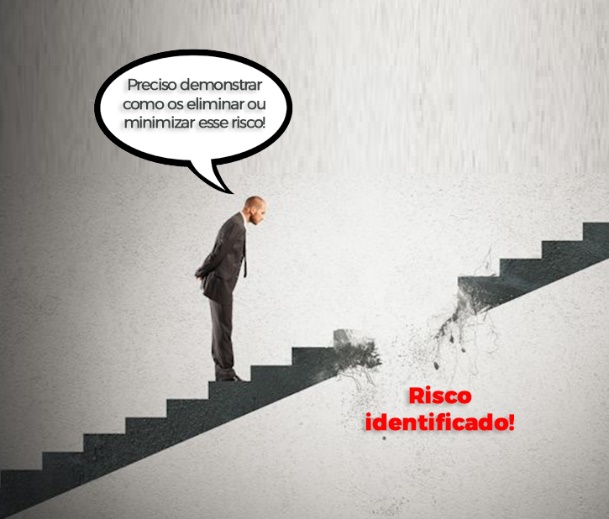 Preciso demonstrar
como os eliminar ou
minimizar esse risco!
Risco
identificado!